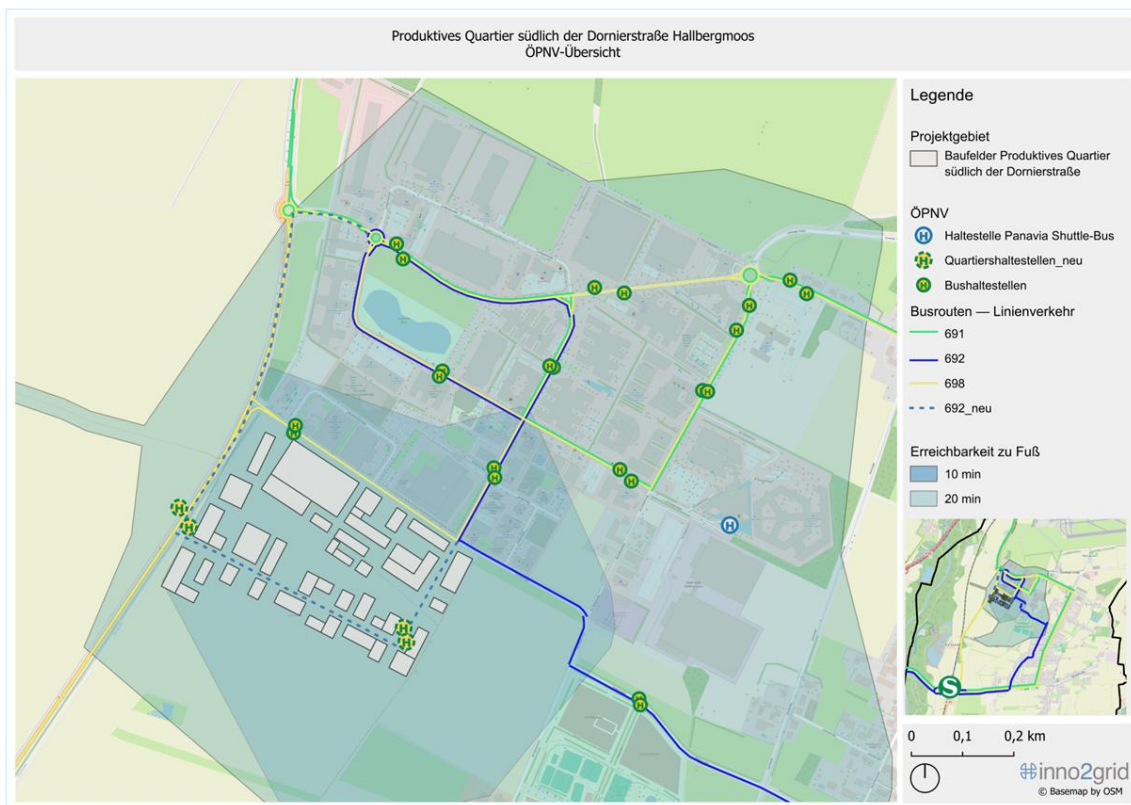 Produktives Quartier südlich der Dornierstraße Hallbergmoos
ÖPNV-Übersicht
Legende
Projektgebiet
Baufelder Produktives Quartier
südlich der Dornierstraße
ÖPNV
H Haltestelle Panavia Shuttle-Bus
H Quartiershaltestellen_neu
H Bushaltestellen
Busrouten — Linienverkehr
691
692
698
692_neu
Erreichbarkeit zu Fuß
10 min
20 min
S
0 0,1 0,2 km
inno2grid
© Basemap by OSM